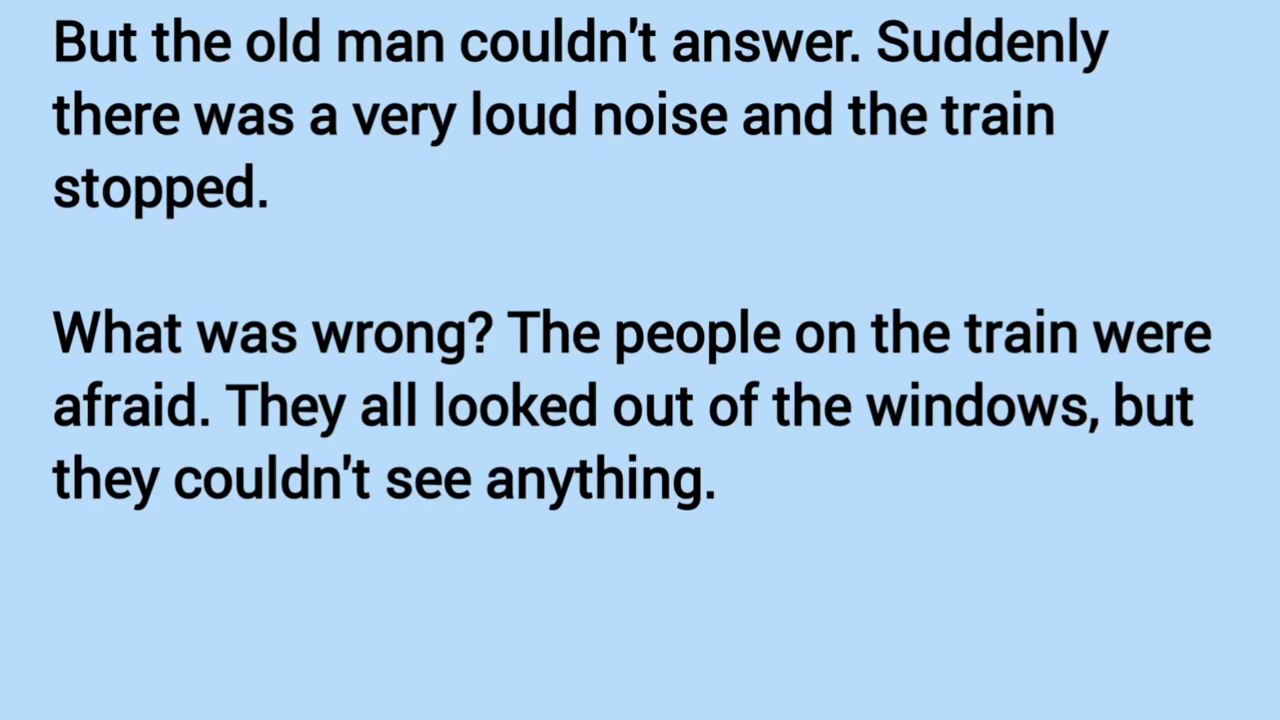 But the old man couldn't answer. Suddenly
there was a very loud noise and the train
stopped.
What was wrong? The people on the train were
afraid. They all looked out of the windows, but
they couldn't see anything.